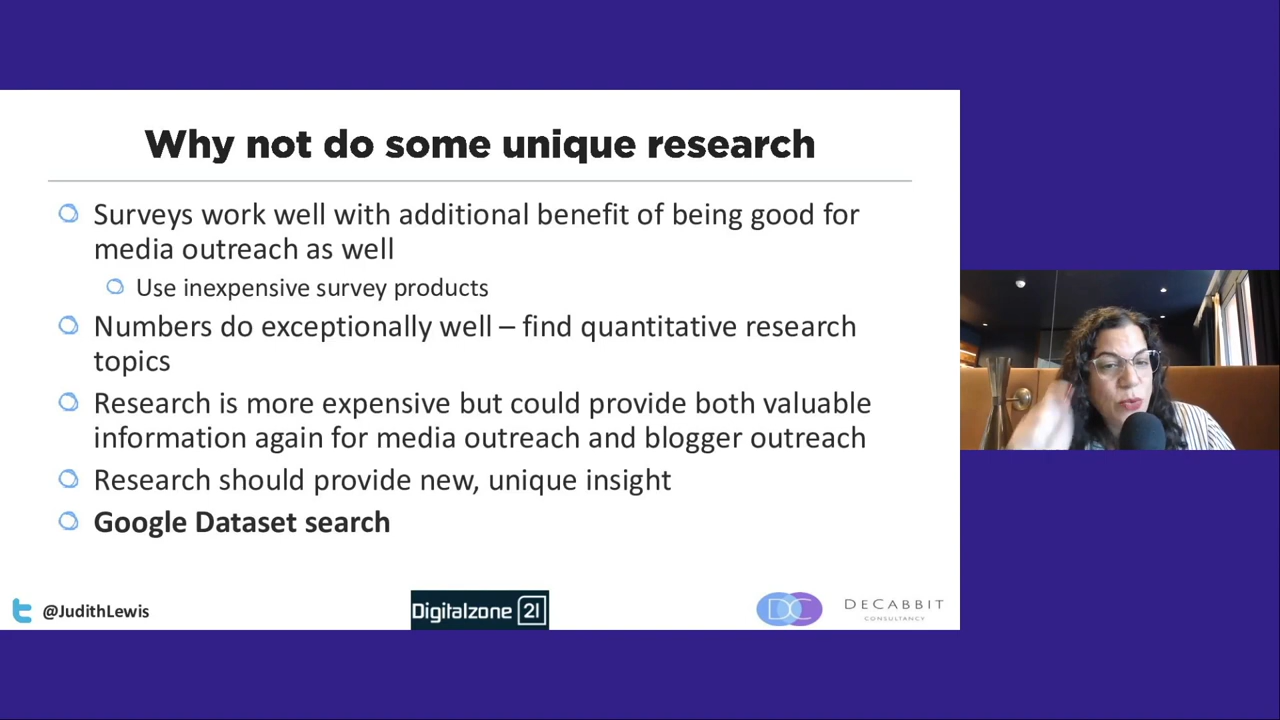 Why not do some unique research
Surveys work well with additional benefit of being good for
media outreach as well
Use inexpensive survey products
Numbers do exceptionally well – find quantitative research
topics
Research is more expensive but could provide both valuable
information again for media outreach and blogger outreach
Research should provide new, unique insight
Google Dataset search
@JudithLewis
Digitalzone 21
DC
DECABBIT
CONSULTANCY